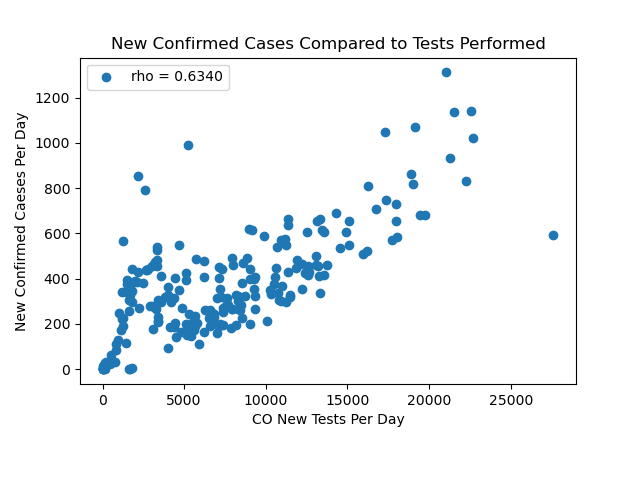 New Confirmed Cases Compared to Tests Performed
rho = 0.6340
1200
1000
800
600
400
200
0
New Confirmed Caeses Per Day
0 5000 10000 15000 20000 25000
CO New Tests Per Day